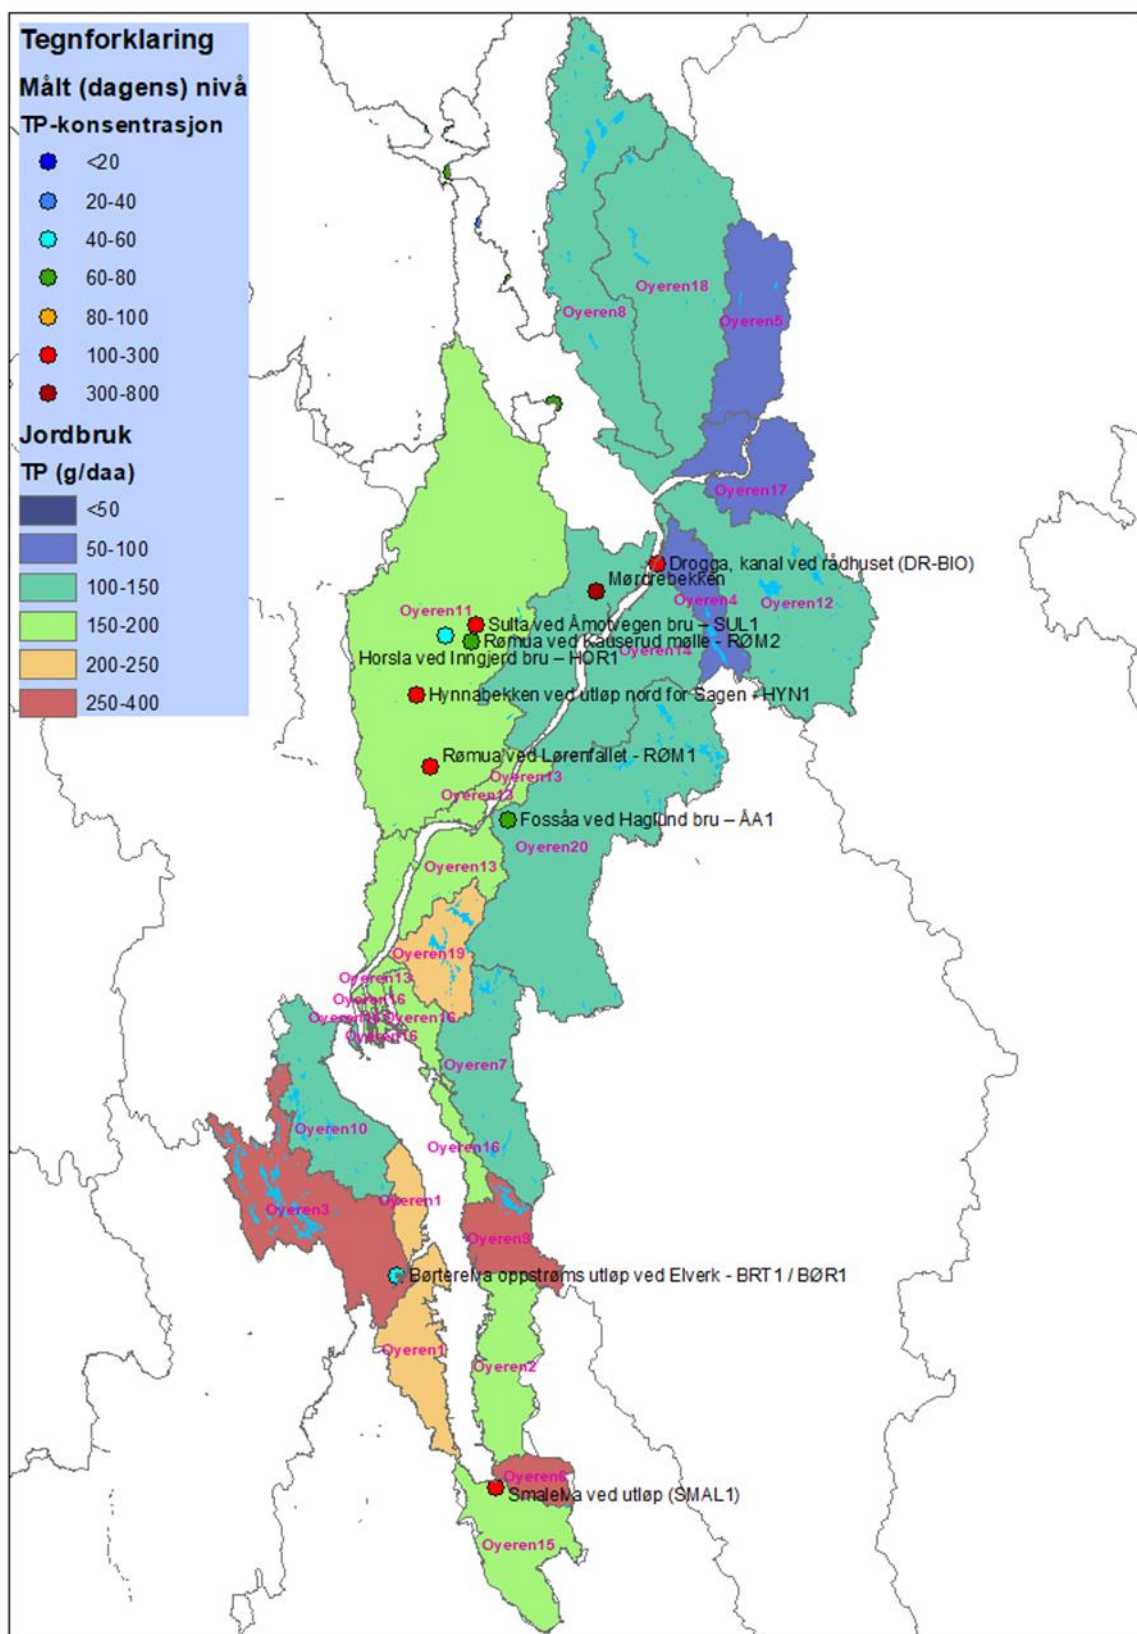 Tegnforklaring
Målt (dagens) nivå
TP-konsentrasjon
<20
20-40
40-60
60-80
80-100
100-300
300-800
Jordbruk
TP (g/daa)
<50
50-100
100-150
150-200
200-250
250-400
Oyeren18
Oyeren8
Oyeren5
Oyeren17
Drogga, kanal ved rådhuset (DR-BIO)
Mørdrebekken
Oyeren4
Oyeren12
Oyeren11
Sulta ved Åmotvegen bru – SUL1
Rømua ved Kauserud mølle - RØM2
Oyeren14
Horsla ved Inngjerd bru – HOR1
Hynnabekken ved utløp nord for Sagen - HYN1
Rømua ved Lørenfallet - RØM1
Oyeren13
Oyeren13
Fossåa ved Haglund bru – ÅA1
Oyeren20
Oyeren13
Oyeren19
Oyeren13
Oyeren16
Oyeren16
Oyeren16
Oyeren16
Oyeren7
Oyeren10
Oyeren16
Oyeren1
Oyeren3
Oyeren9
Børterelva oppstrøms utløp ved Elverk - BRT1 / BØR1
Oyeren1
Oyeren2
Oyeren6
Smalelva ved utløp (SMAL1)
Oyeren15